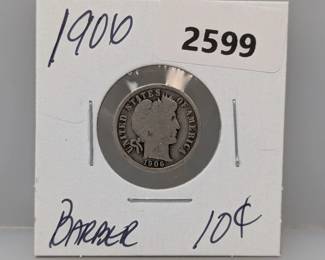 1906
2599
UNITED STATES OF AMERICA
1906
BARBER 10¢